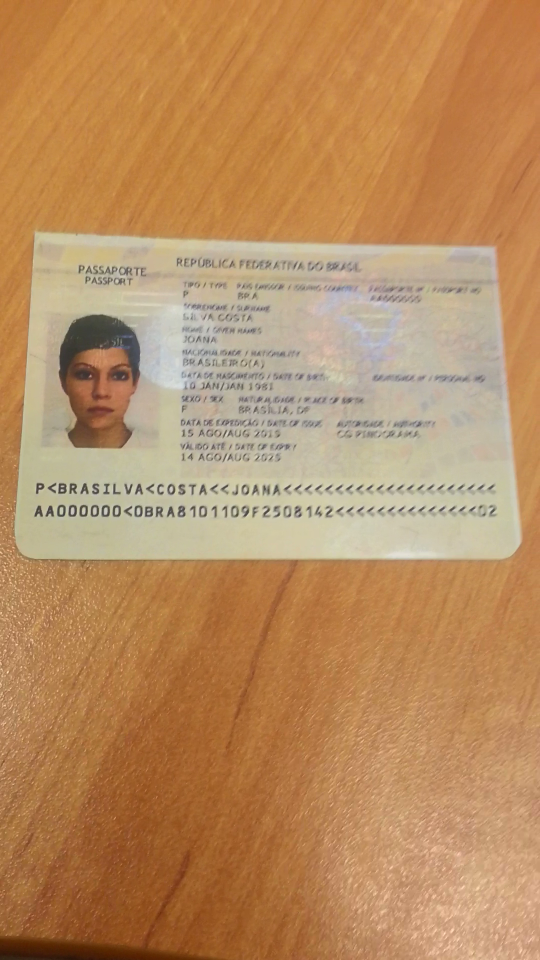 PASSAPORTE
PASSPORT
REPÚBLICA FEDERATIVA DO BRASIL
TIPO / TYPE PAÍS EMISSOR / ISSUING COUNTRY PASSAPORTE Nº / PASSPORT NO
P BRA AA000000
SOBRENOME / SURNAME
SILVA COSTA
NOME / GIVEN NAMES
JOANA
NACIONALIDADE / NATIONALITY
BRASILEIRO(A)
DATA DE NASCIMENTO / DATE OF BIRTH IDENTIDADE Nº / PERSONAL NO
10 JAN/JAN 1981
SEXO / SEX NATURALIDADE / PLACE OF BIRTH
F BRASÍLIA, DF
DATA DE EXPEDIÇÃO / DATE OF ISSUE AUTORIDADE / AUTHORITY
15 AGO/AUG 2015 CG PINDORAMA
VÁLIDO ATÉ / DATE OF EXPIRY
14 AGO/AUG 2025
P<BRASILVA<COSTA<<JOANA<<<<<<<<<<<<<<<<<<<<<
AA000000<0BRA8101109F2508142<<<<<<<<<<<<<<02